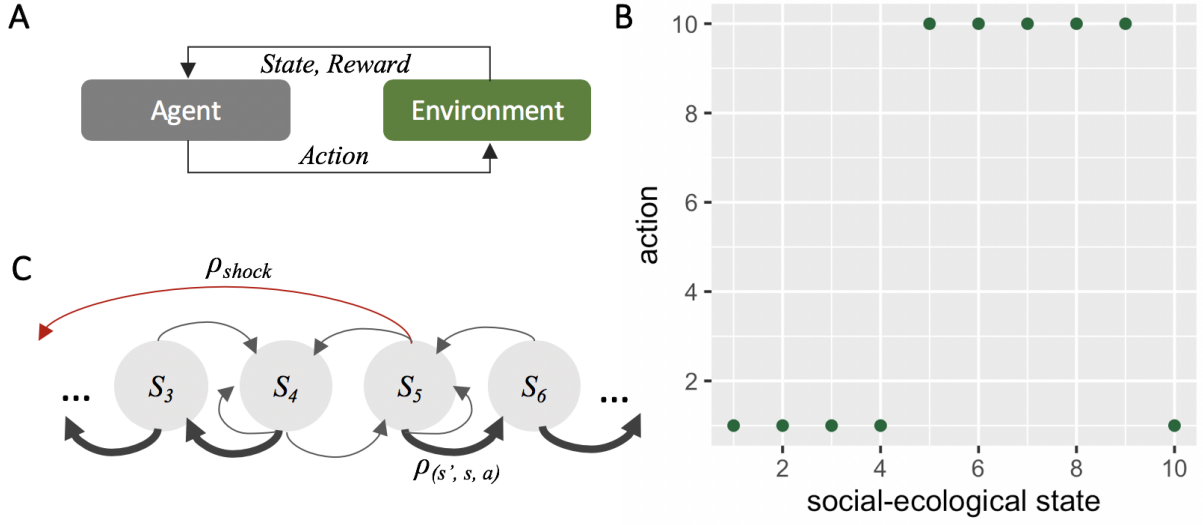 A
State, Reward
Agent
Environment
Action
B
10
8
6
4
2
action
2
4
6
8
10
social-ecological state
C
ρshock
...
S3
S4
S5
S6
...
ρ(s’, s, a)